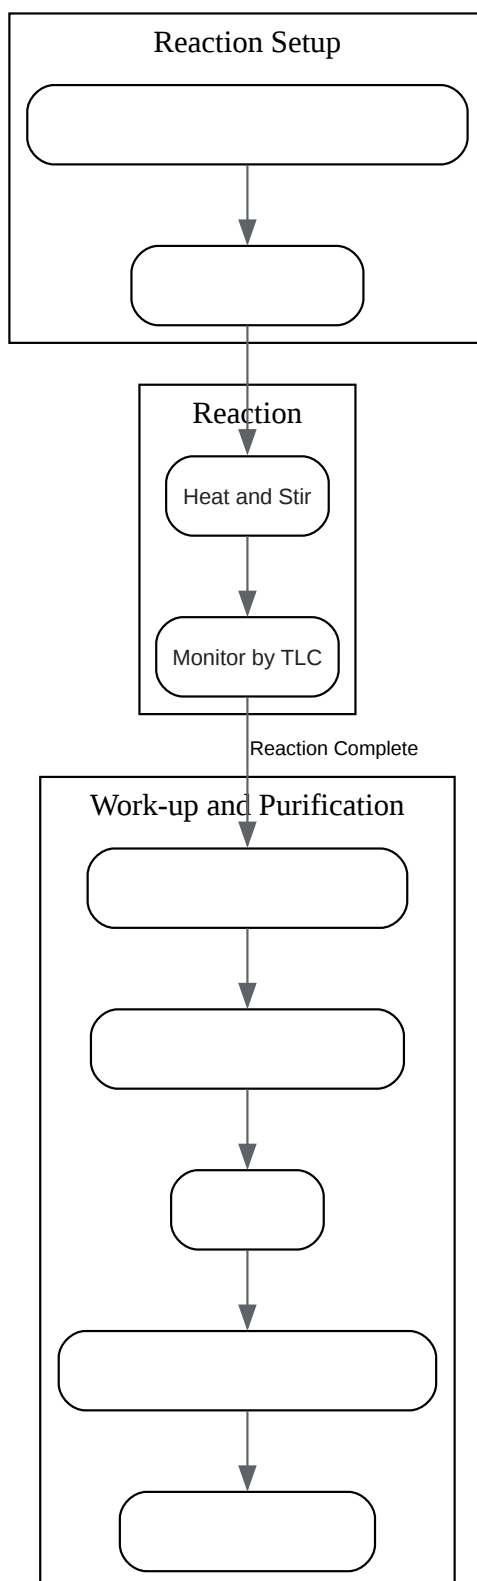 Reaction Setup
Reaction
Heat and Stir
Monitor by TLC
Reaction Complete
Work-up and Purification